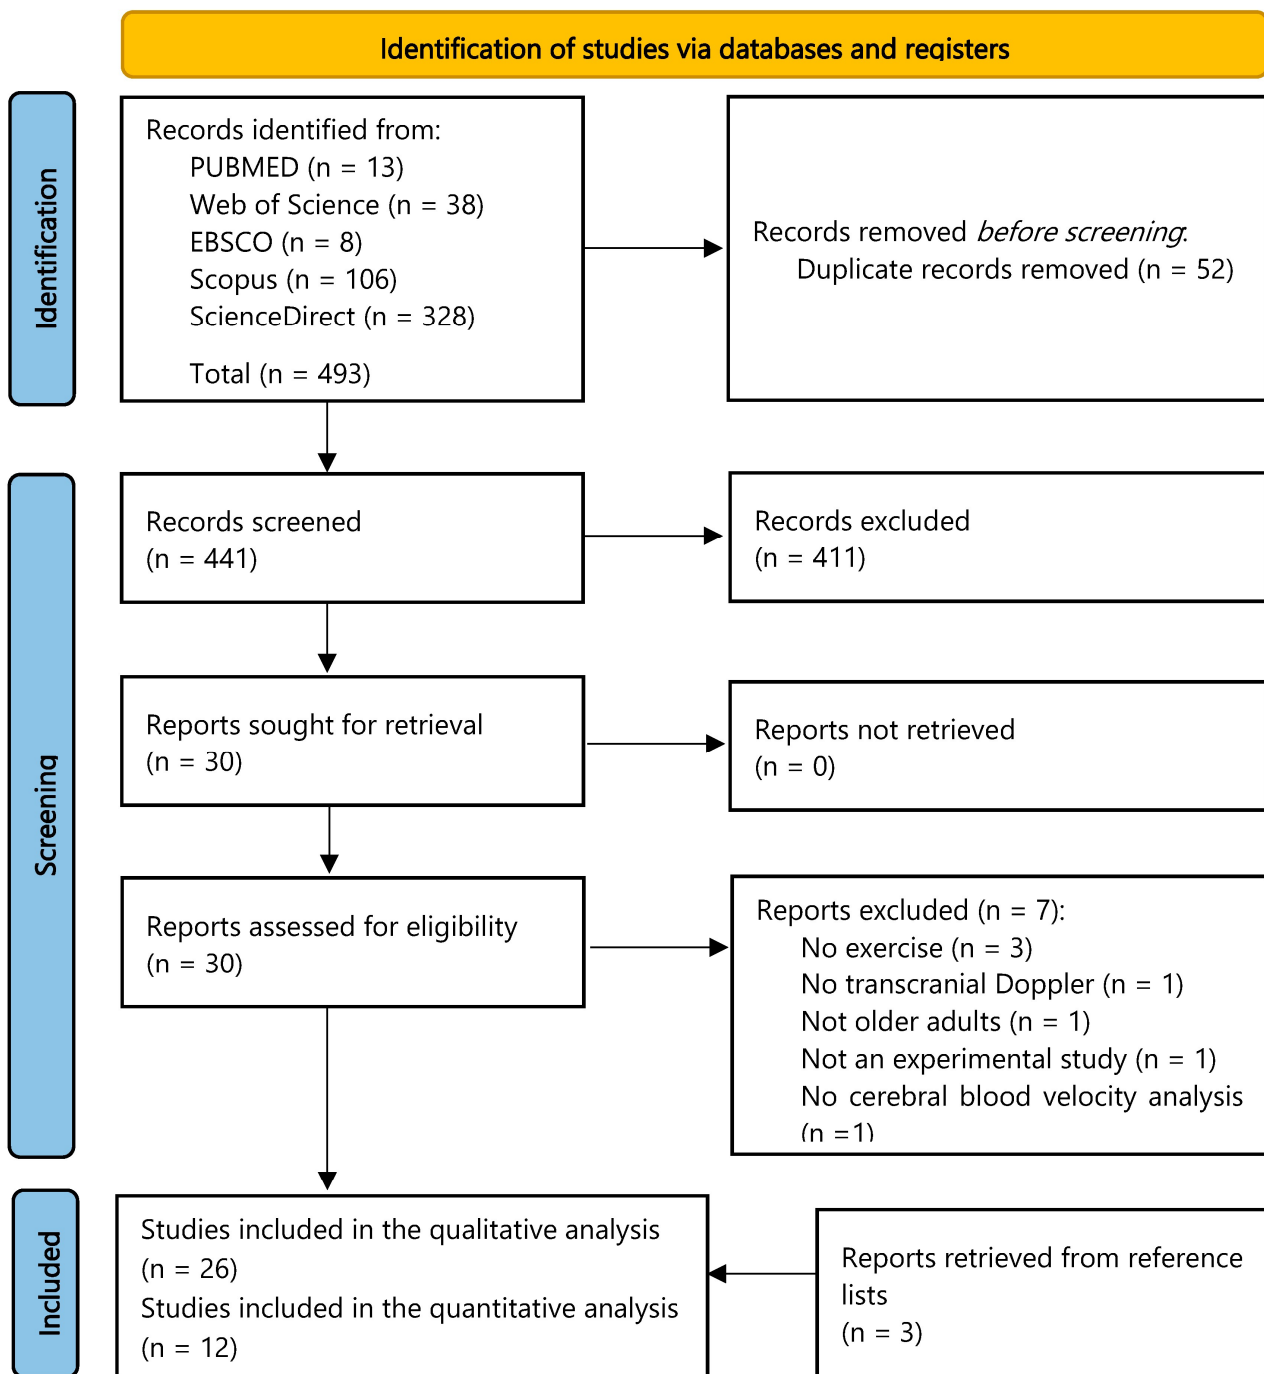 Identification of studies via databases and registers
Identification
Records identified from:
PUBMED (n = 13)
Web of Science (n = 38)
EBSCO (n = 8)
Scopus (n = 106)
ScienceDirect (n = 328)
Total (n = 493)
Records removed before screening:
Duplicate records removed (n = 52)
Screening
Records screened
(n = 441)
Records excluded
(n = 411)
Reports sought for retrieval
(n = 30)
Reports not retrieved
(n = 0)
Reports assessed for eligibility
(n = 30)
Reports excluded (n = 7):
No exercise (n = 3)
No transcranial Doppler (n = 1)
Not older adults (n = 1)
Not an experimental study (n = 1)
No cerebral blood velocity analysis
(n =1)
Included
Studies included in the qualitative analysis
(n = 26)
Studies included in the quantitative analysis
(n = 12)
Reports retrieved from reference
lists
(n = 3)